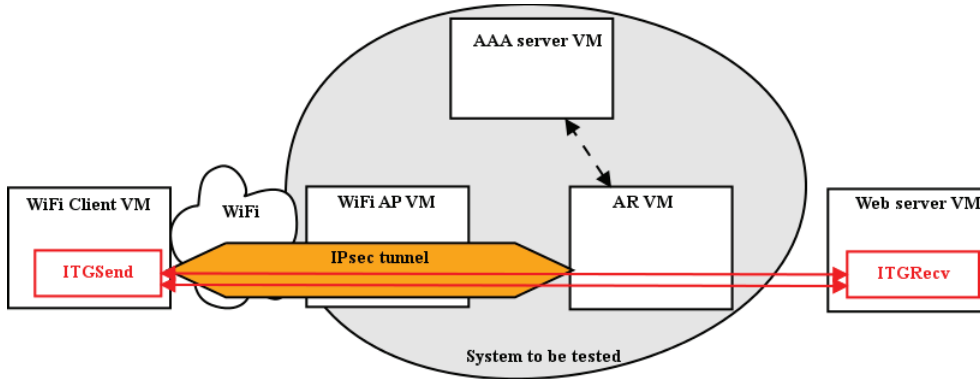 AAA server VM
WiFi Client VM
WiFi
WiFi AP VM
AR VM
Web server VM
IPsec tunnel
ITGSend
ITGRecv
System to be tested